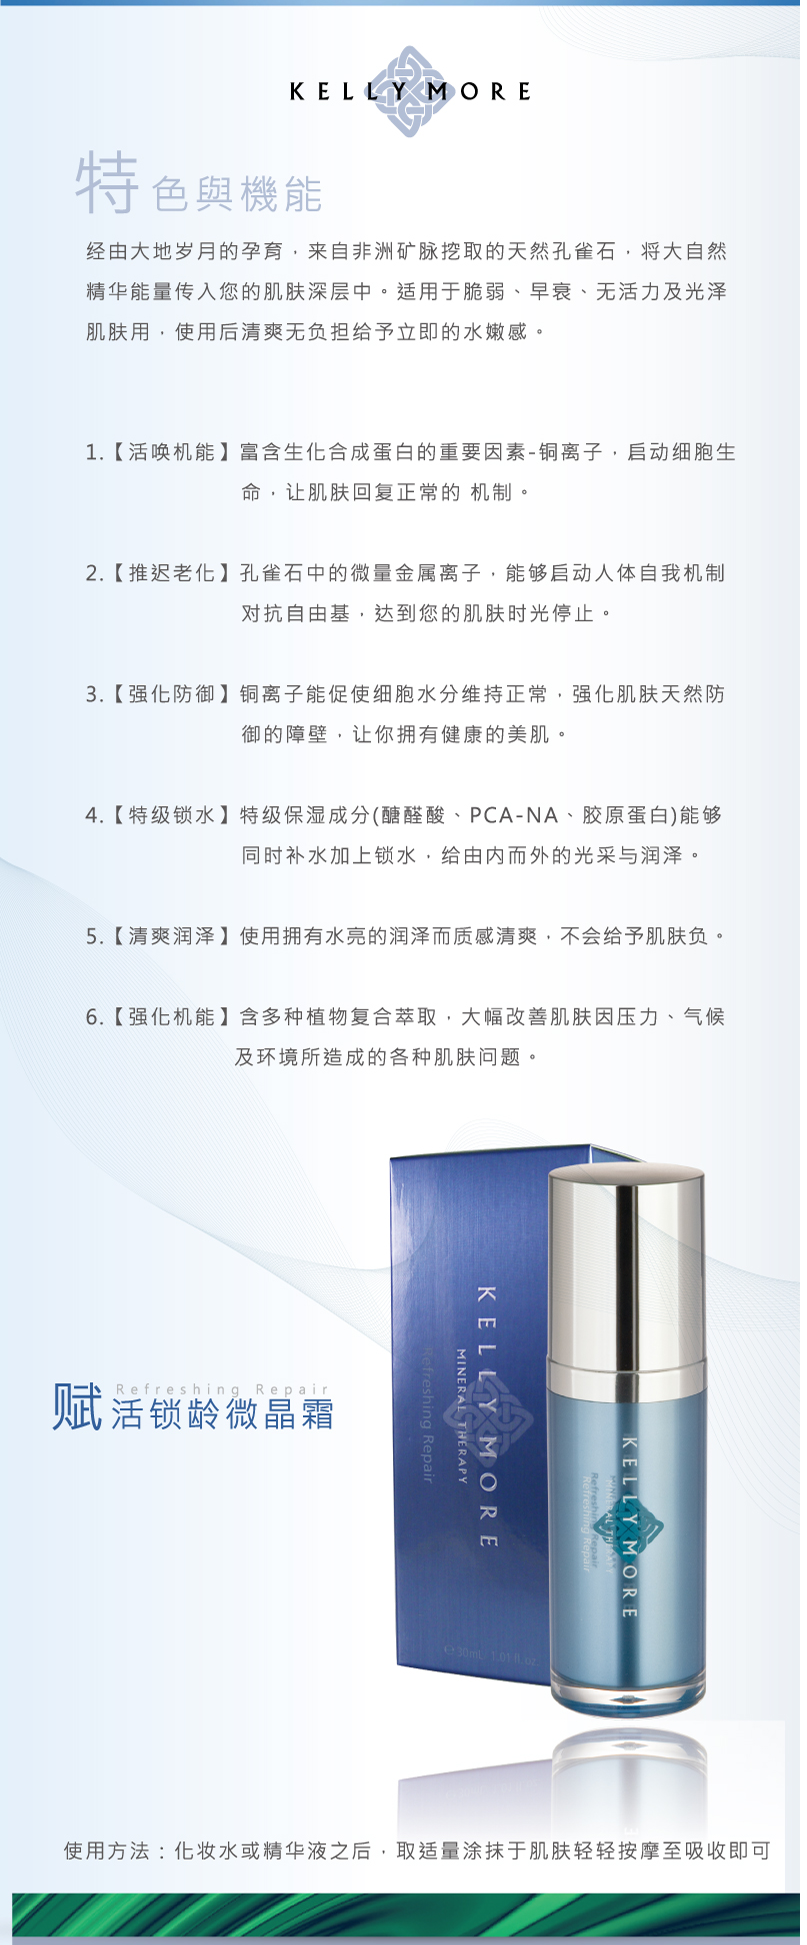 KELLY MORE
特色與機能
经由大地岁月的孕育，来自非洲矿脉挖取的天然孔雀石，将大自然
精华能量传入您的肌肤深层中。适用于脆弱、早衰、无活力及光泽
肌肤用，使用后清爽无负担给予立即的水嫩感。
1.【活唤机能】富含生化合成蛋白的重要因素-铜离子，启动细胞生
命，让肌肤回复正常的 机制。
2.【推迟老化】孔雀石中的微量金属离子，能够启动人体自我机制
对抗自由基，达到您的肌肤时光停止。
3.【强化防御】铜离子能促使细胞水分维持正常，强化肌肤天然防
御的障壁，让你拥有健康的美肌。
4.【特级锁水】特级保湿成分(醣醛酸、PCA-NA、胶原蛋白)能够
同时补水加上锁水，给由内而外的光采与润泽。
5.【清爽润泽】使用拥有水亮的润泽而质感清爽，不会给予肌肤负。
6.【强化机能】含多种植物复合萃取，大幅改善肌肤因压力、气候
及环境所造成的各种肌肤问题。
KELLY MORE
MINERAL THERAPY
Refreshing Repair
℮ 30mL 1.01 fl.oz
KELLY MORE
MINERAL THERAPY
Refreshing Repair
Refreshing Repair
赋活锁龄微晶霜
使用方法：化妆水或精华液之后，取适量涂抹于肌肤轻轻按摩至吸收即可